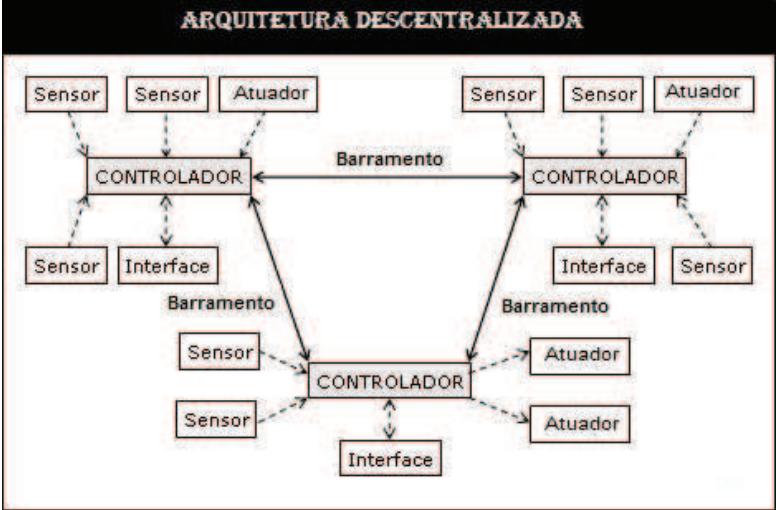 ARQUITETURA DESCENTRALIZADA
Sensor Sensor Atuador Sensor Sensor Atuador
Barramento
CONTROLADOR CONTROLADOR
Sensor Interface Interface Sensor
Barramento Barramento
Sensor Atuador
CONTROLADOR
Sensor Atuador
Interface